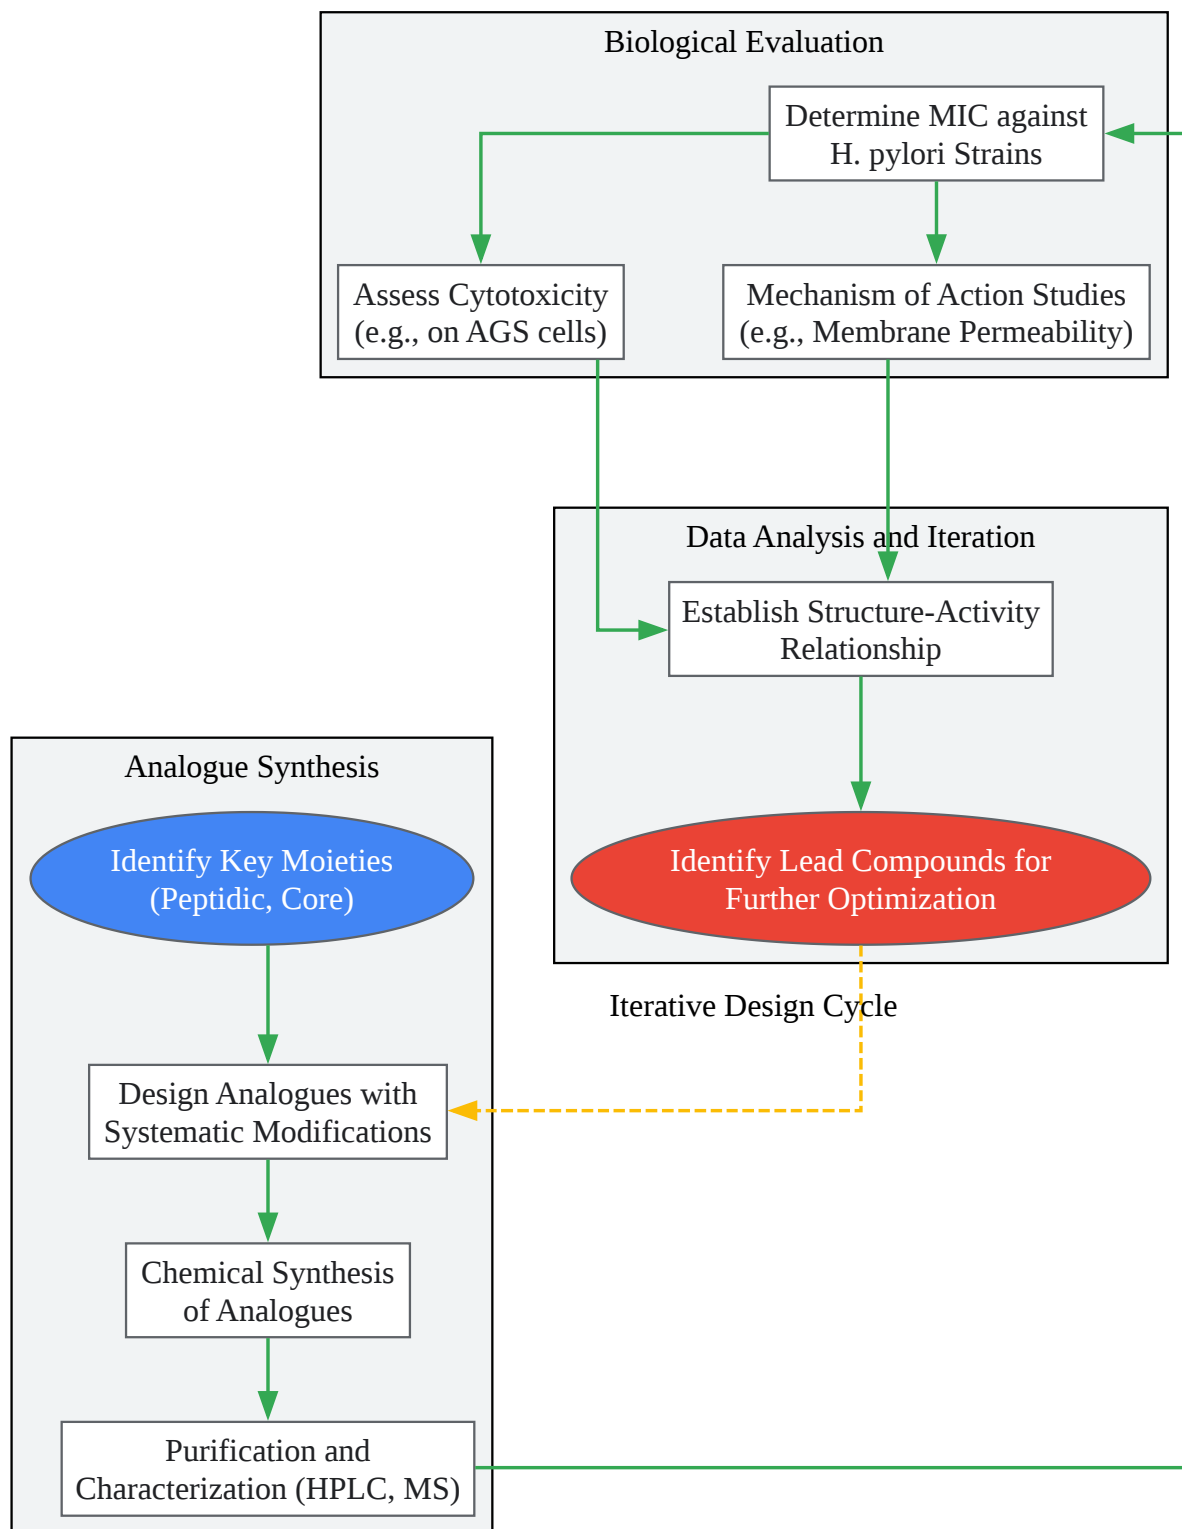 Biological Evaluation
Determine MIC against
H. pylori Strains
Assess Cytotoxicity
(e.g., on AGS cells)
Mechanism of Action Studies
(e.g., Membrane Permeability)
Data Analysis and Iteration
Establish Structure-Activity
Relationship
Identify Lead Compounds for
Further Optimization
Iterative Design Cycle
Analogue Synthesis
Identify Key Moieties
(Peptidic, Core)
Design Analogues with
Systematic Modifications
Chemical Synthesis
of Analogues
Purification and
Characterization (HPLC, MS)